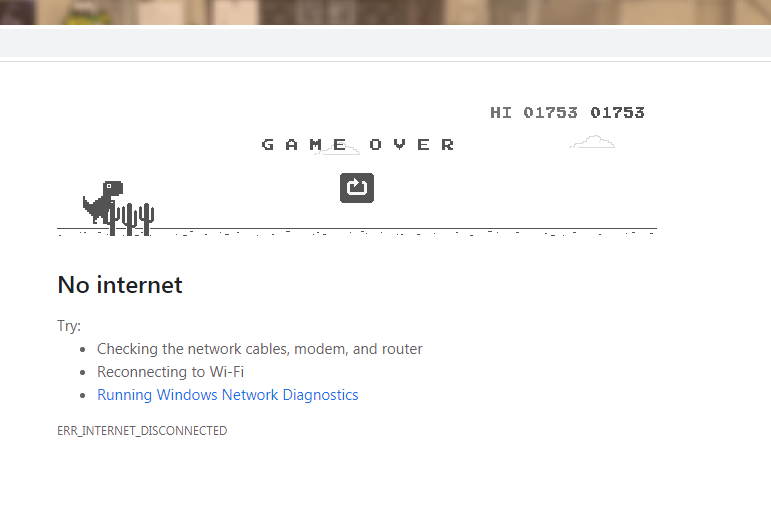 HI 01753 01753
GAME OVER
No internet
Try:
Checking the network cables, modem, and router
Reconnecting to Wi-Fi
Running Windows Network Diagnostics
ERR_INTERNET_DISCONNECTED